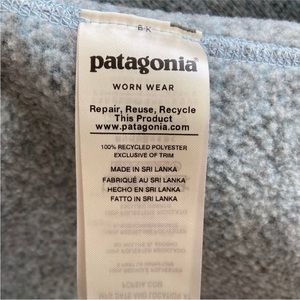 patagonia®
WORN WEAR
Repair, Reuse, Recycle
This Product
www.patagonia.com
100% RECYCLED POLYESTER
EXCLUSIVE OF TRIM
MADE IN SRI LANKA
FABRIQUÉ AU SRI LANKA
HECHO EN SRI LANKA
FATTO IN SRI LANKA